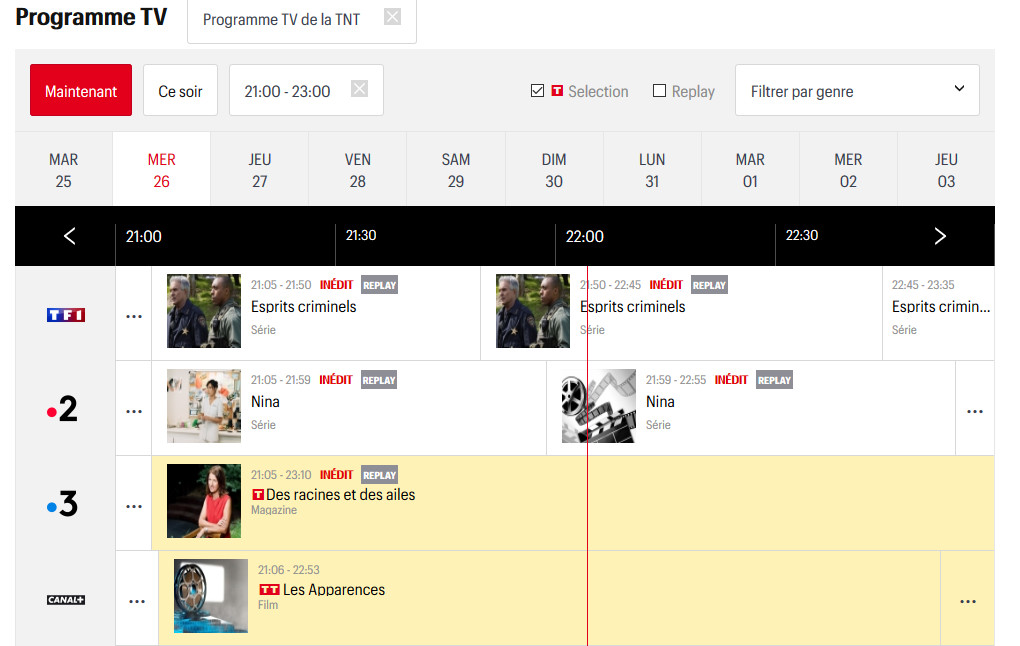 Programme TV
Programme TV de la TNT
Maintenant
Ce soir
21:00 - 23:00
T Selection
Replay
Filtrer par genre
MAR
25
MER
26
JEU
27
VEN
28
SAM
29
DIM
30
LUN
31
MAR
01
MER
02
JEU
03
21:00
21:30
22:00
22:30
TF1
...
21:05 - 21:50 INÉDIT REPLAY
Esprits criminels
Série
21:50 - 22:45 INÉDIT REPLAY
Esprits criminels
Série
22:45 - 23:35
Esprits crimin...
Série
2
...
21:05 - 21:59 INÉDIT REPLAY
Nina
Série
21:59 - 22:55 INÉDIT REPLAY
Nina
Série
...
3
...
21:05 - 23:10 INÉDIT REPLAY
T Des racines et des ailes
Magazine
CANAL+
...
21:06 - 22:53
TT Les Apparences
Film
...